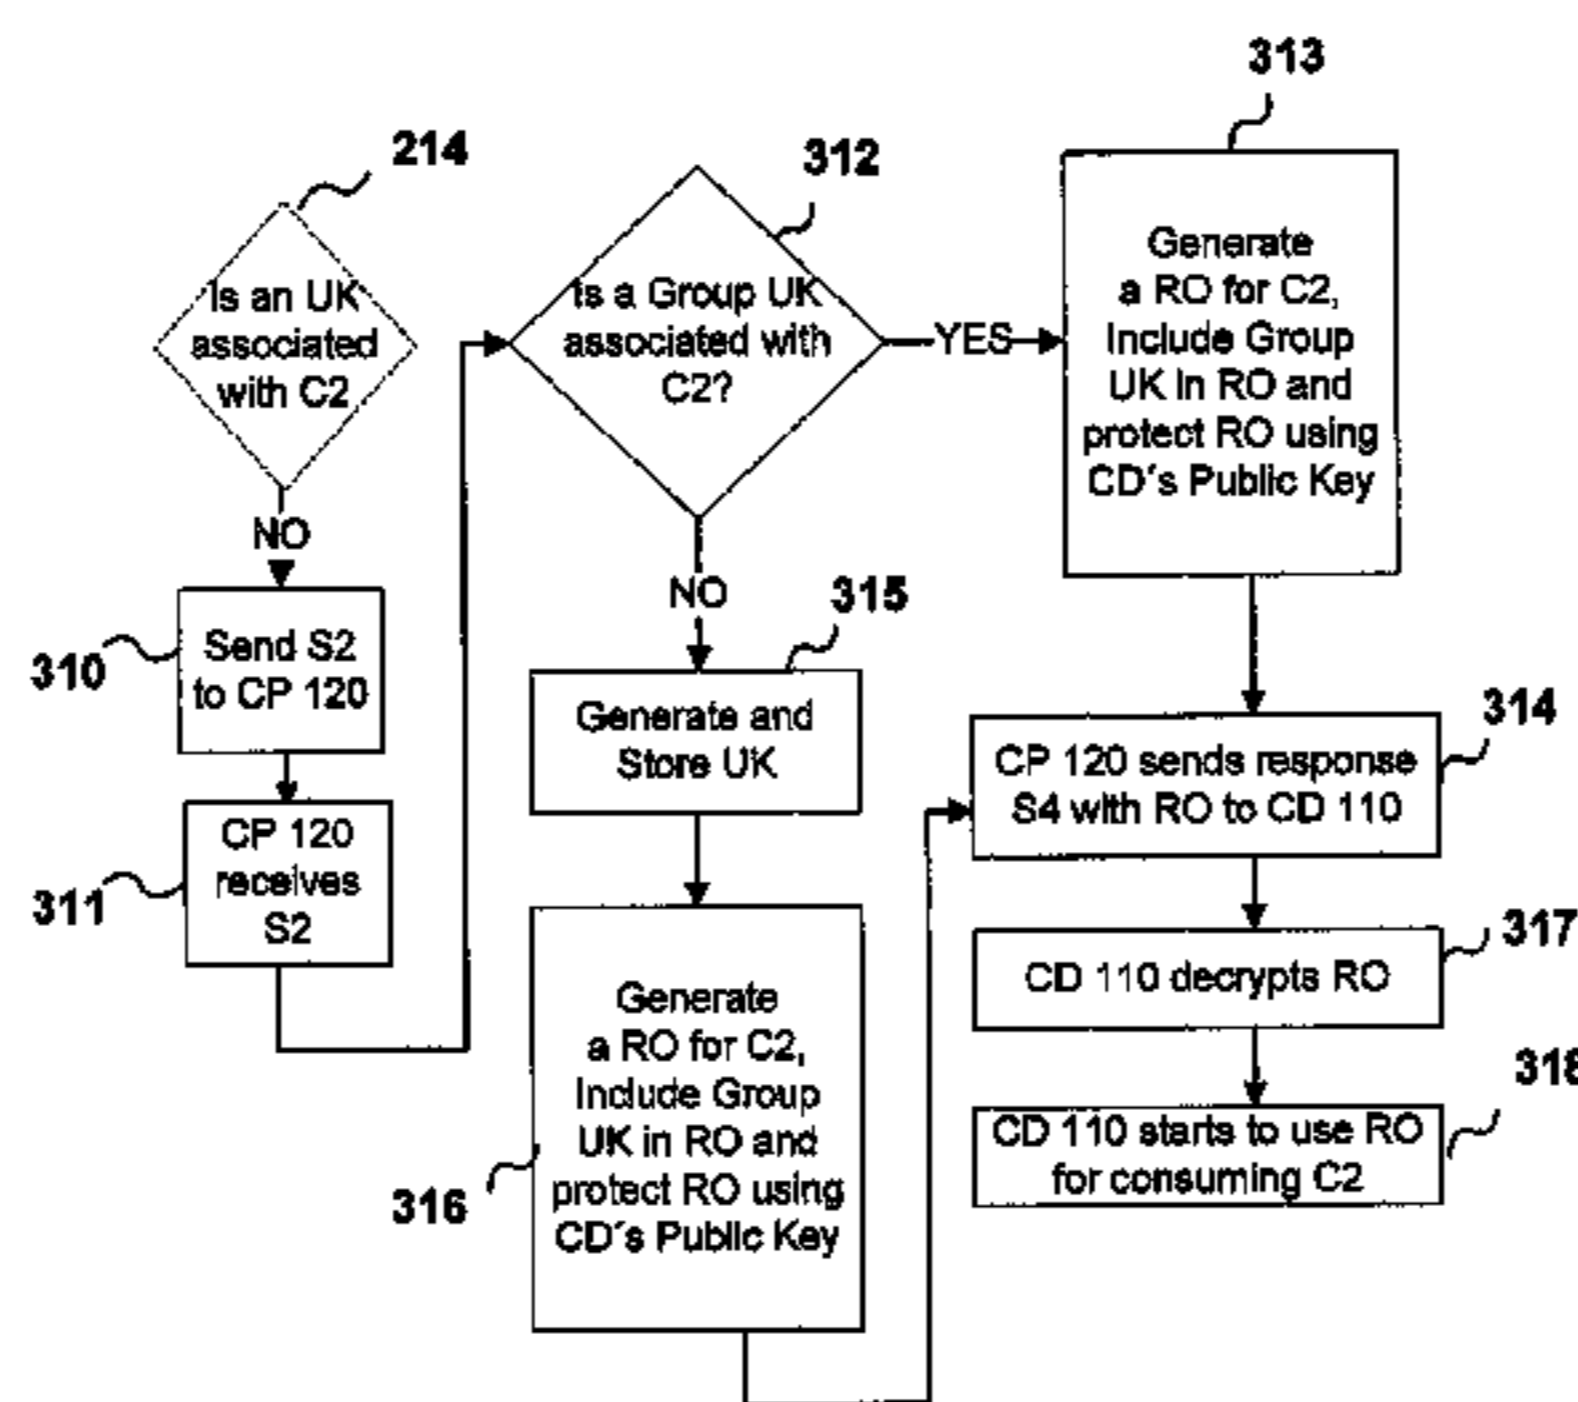 214
Is an UK
associated
with C2
NO
310
Send S2
to CP 120
311
CP 120
receives
S2
312
Is a Group UK
associated with
C2?
YES
NO
315
Generate and
Store UK
316
Generate
a RO for C2,
Include Group
UK in RO and
protect RO using
CD´s Public Key
313
Generate
a RO for C2,
Include Group
UK in RO and
protect RO using
CD´s Public Key
314
CP 120 sends response
S4 with RO to CD 110
317
CD 110 decrypts RO
318
CD 110 starts to use RO
for consuming C2